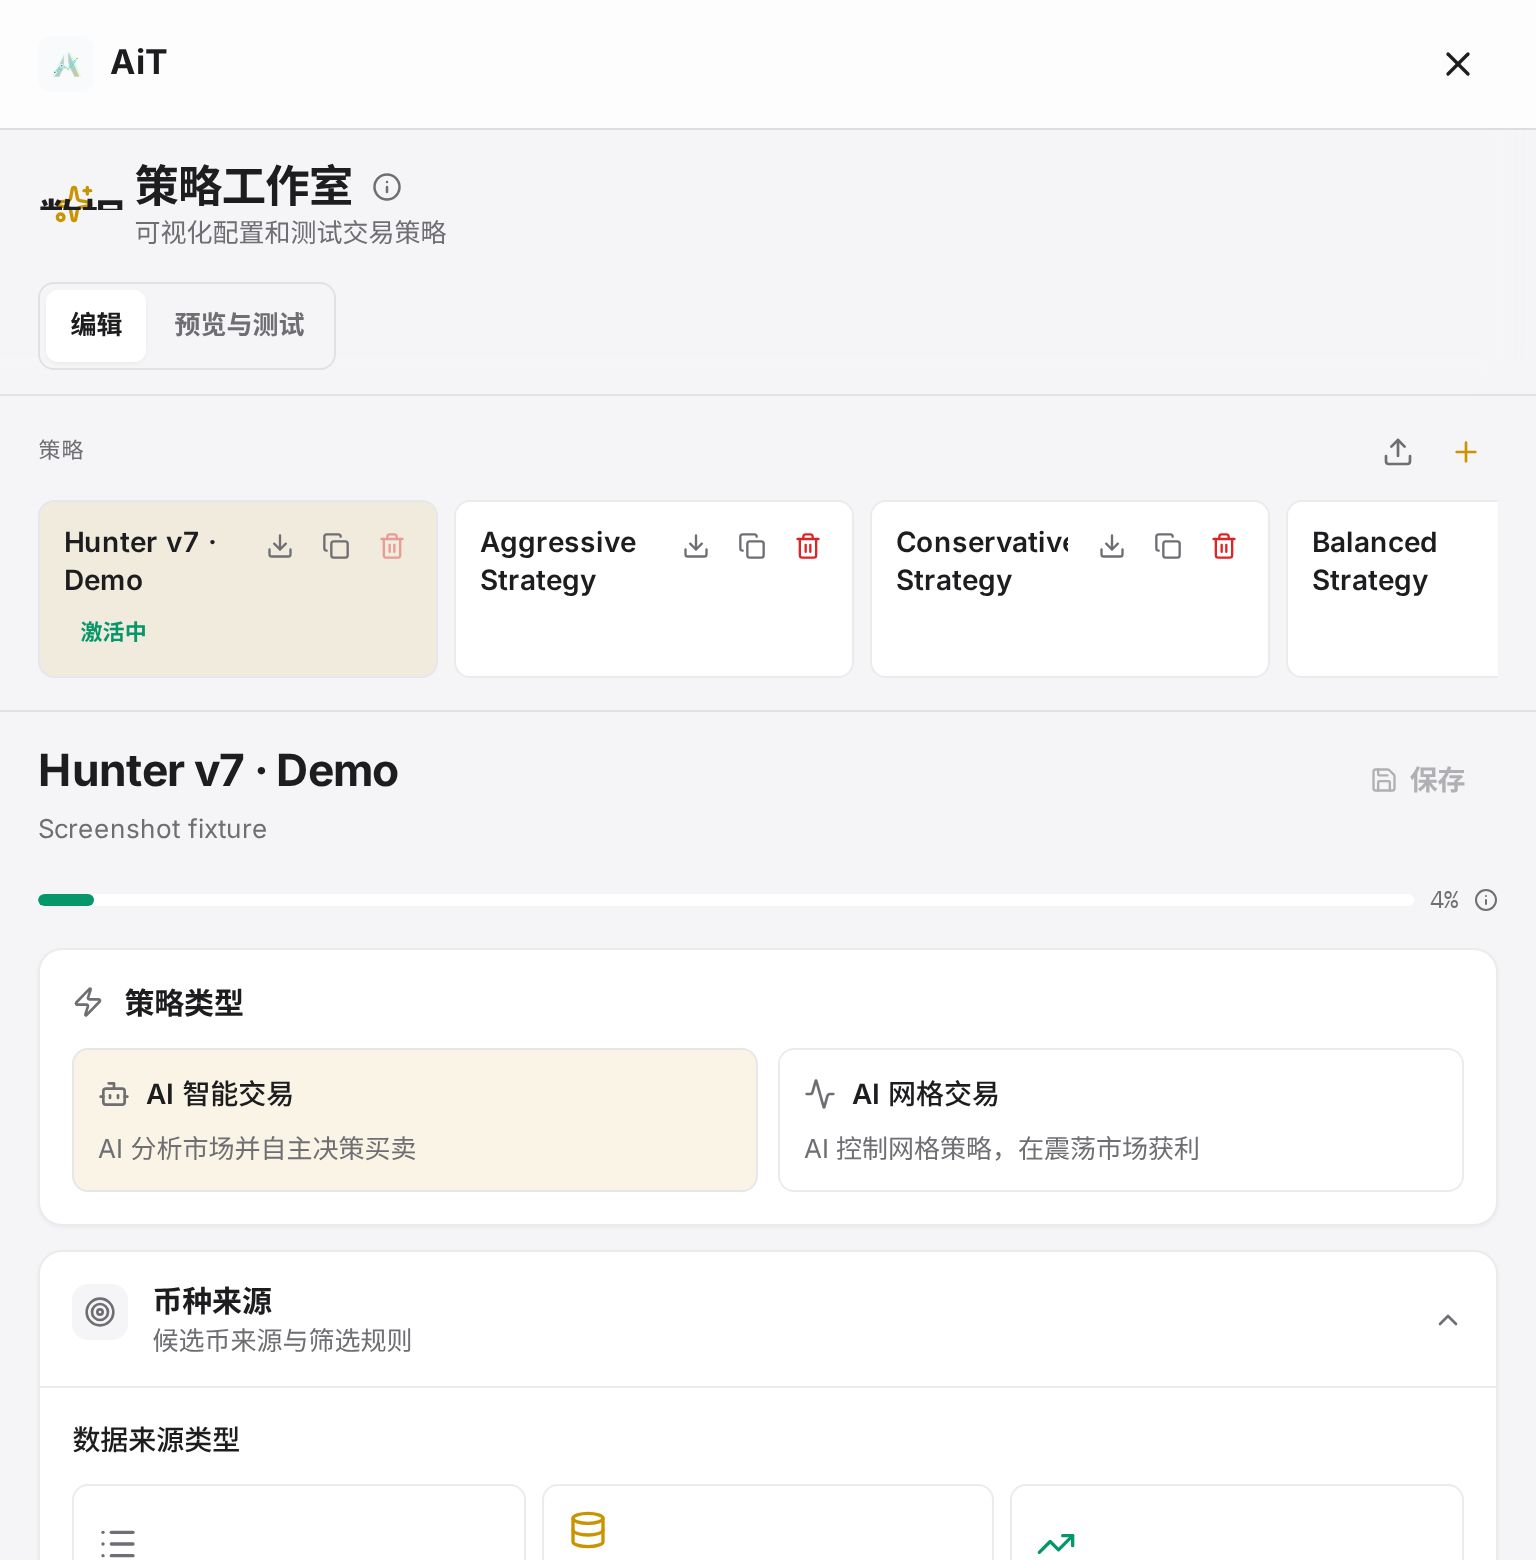 AiT
策略工作室
可视化配置和测试交易策略
编辑
预览与测试
策略
Hunter v7 ·
Demo
激活中
Aggressive
Strategy
Conservative
Strategy
Balanced
Strategy
Hunter v7 · Demo
保存
Screenshot fixture
4%
策略类型
AI 智能交易
AI 分析市场并自主决策买卖
AI 网格交易
AI 控制网格策略，在震荡市场获利
币种来源
候选币来源与筛选规则
数据来源类型